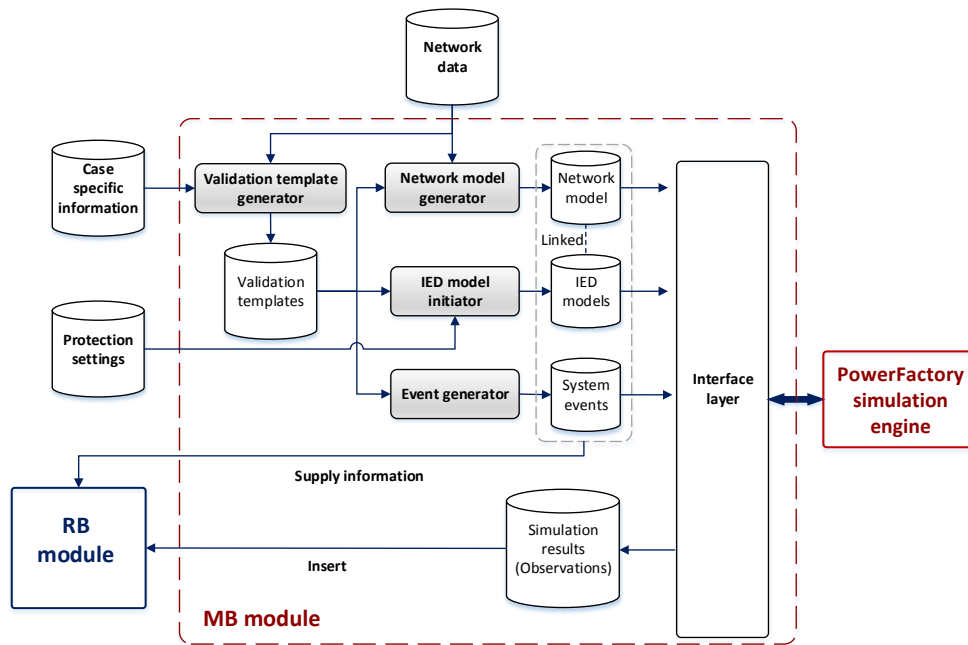 Network
data
Case
specific
information
Validation template
generator
Network model
generator
Network
model
Linked
Validation
templates
IED model
initiator
IED
models
Protection
settings
Event generator
System
events
Interface
layer
PowerFactory
simulation
engine
Supply information
RB
module
Simulation
results
(Observations)
Insert
MB module